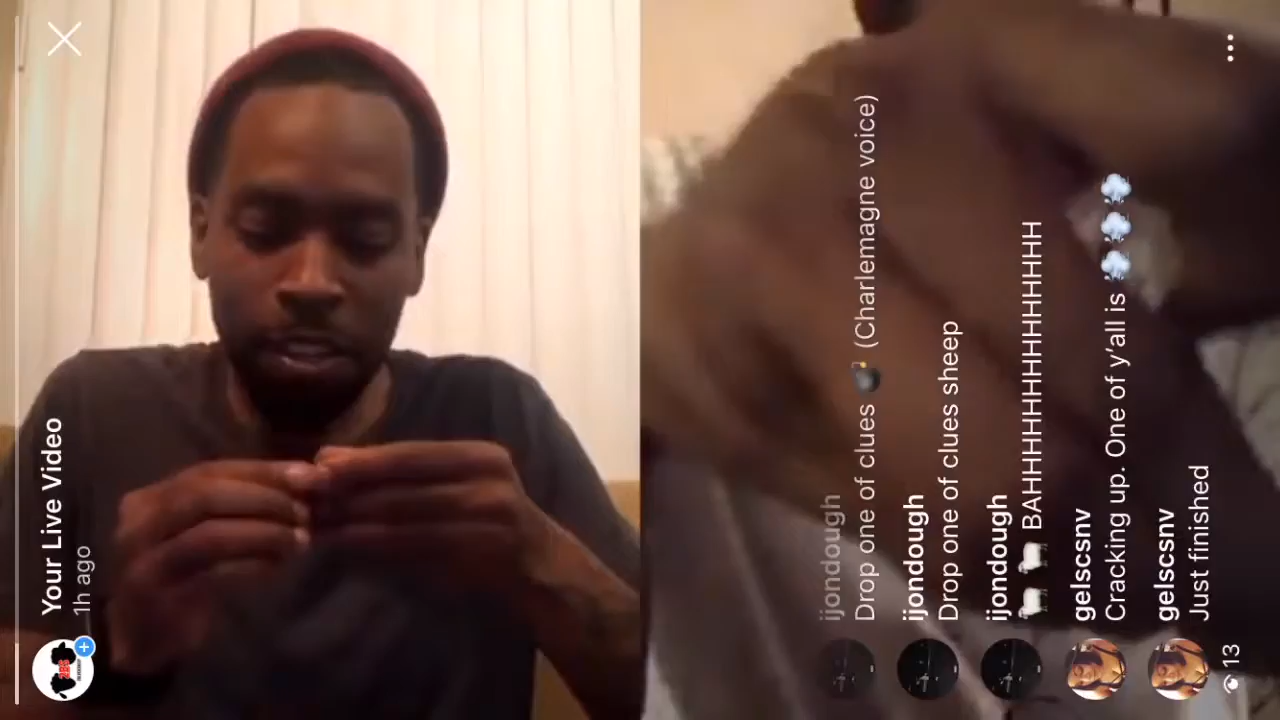 Your Live Video
1h ago
ijondough
Drop one of clues 💣 (Charlemagne voice)
ijondough
Drop one of clues sheep
ijondough
🐑 🐑 BAHHHHHHHHHHHHHHHH
gelscsnv
Cracking up. One of y'all is 💨 💨 💨
gelscsnv
Just finished
13